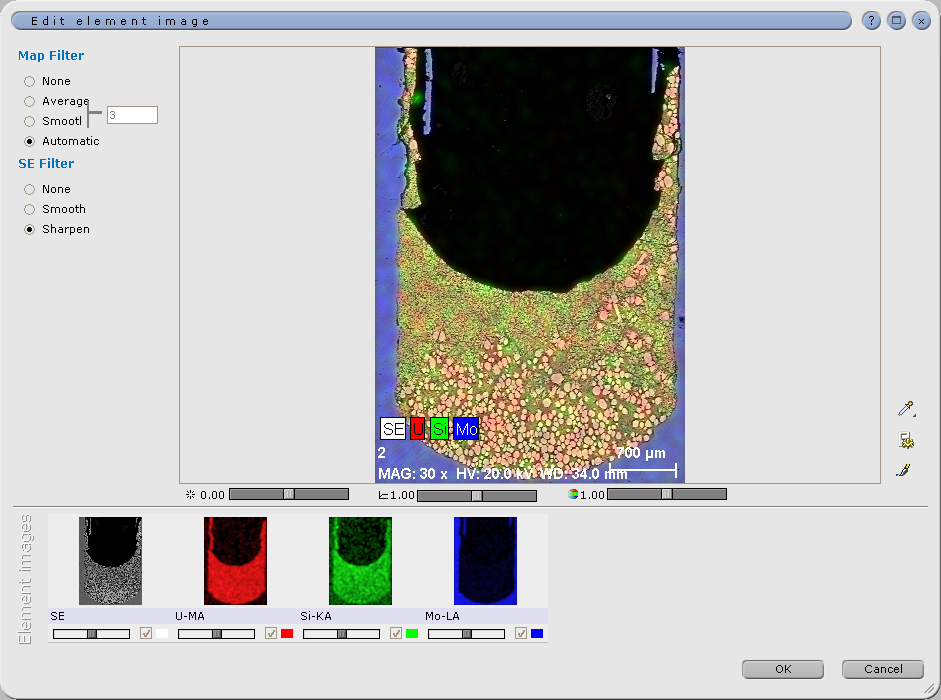 Edit element image
Map Filter
None
Average
Smootl
3
Automatic
SE Filter
None
Smooth
Sharpen
SE U Si Mo
2
700 µm
MAG: 30 x HV: 20.0 kV WD: 34.0 mm
0.00
1.00
1.00
Element images
SE
U-MA
Si-KA
Mo-LA
OK
Cancel